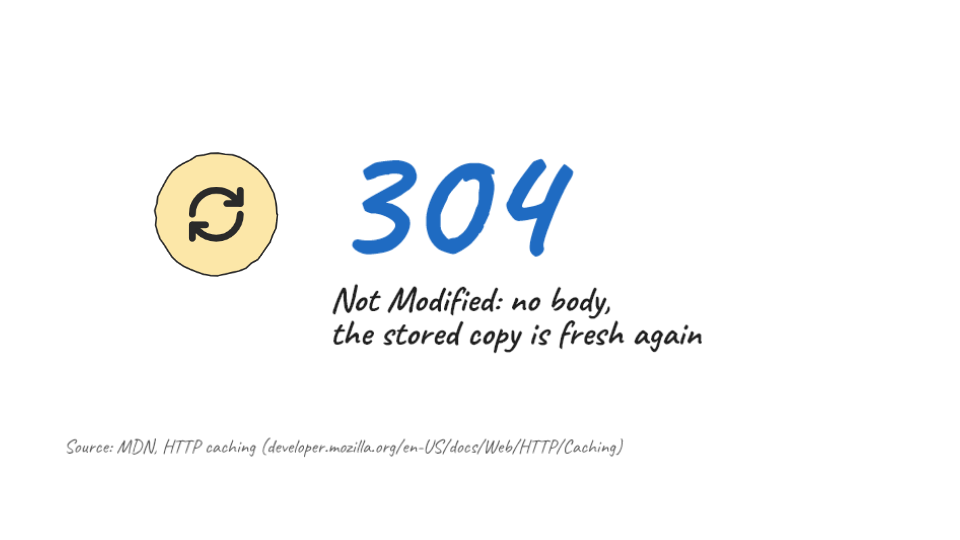 304
Not Modified: no body,
the stored copy is fresh again
Source: MDN, HTTP caching (developer.mozilla.org/en-US/docs/Web/HTTP/Caching)